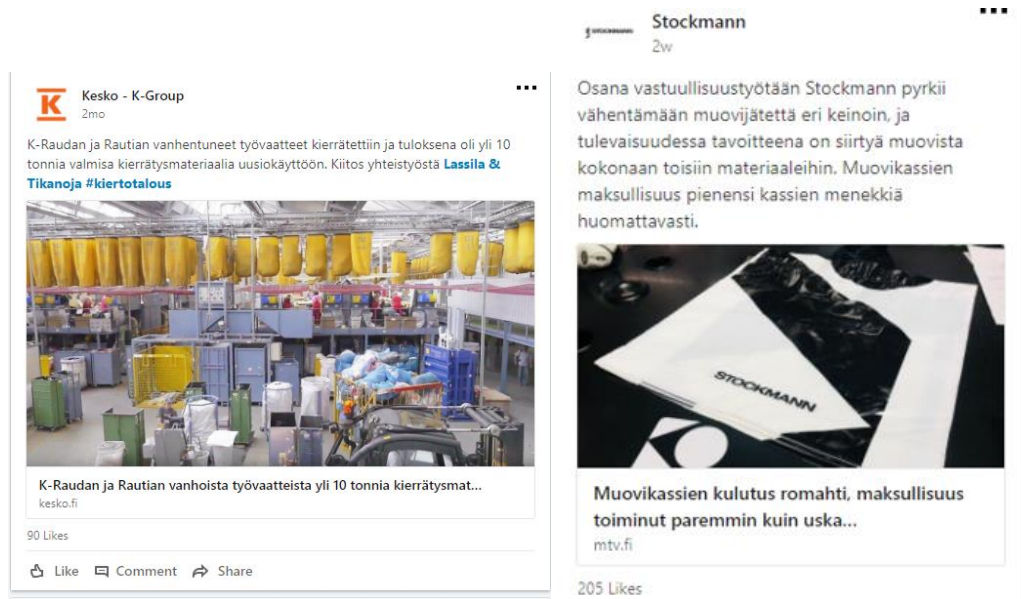 Kesko - K-Group
2mo
K-Raudan ja Rautian vanhentuneet työvaatteet kierrätettiin ja tuloksena oli yli 10
tonnia valmisa kierrätysmateriaalia uusiokäyttöön. Kiitos yhteistyöstä Lassila &
Tikanoja #kiertotalous
K-Raudan ja Rautian vanhoista työvaatteista yli 10 tonnia kierrätysmat...
kesko.fi
90 Likes
Like Comment Share
STOCKMANN
Stockmann
2w
Osana vastuullisuustyötään Stockmann pyrkii
vähentämään muovijätettä eri keinoin, ja
tulevaisuudessa tavoitteena on siirtyä muovista
kokonaan toisiin materiaaleihin. Muovikassien
maksullisuus pienensi kassien menekkiä
huomattavasti.
STOCKMANN
Muovikassien kulutus romahti, maksullisuus
toiminut paremmin kuin uska...
mtv.fi
205 Likes